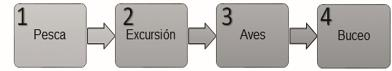 1 Pesca
2 Excursión
3 Aves
4 Buceo